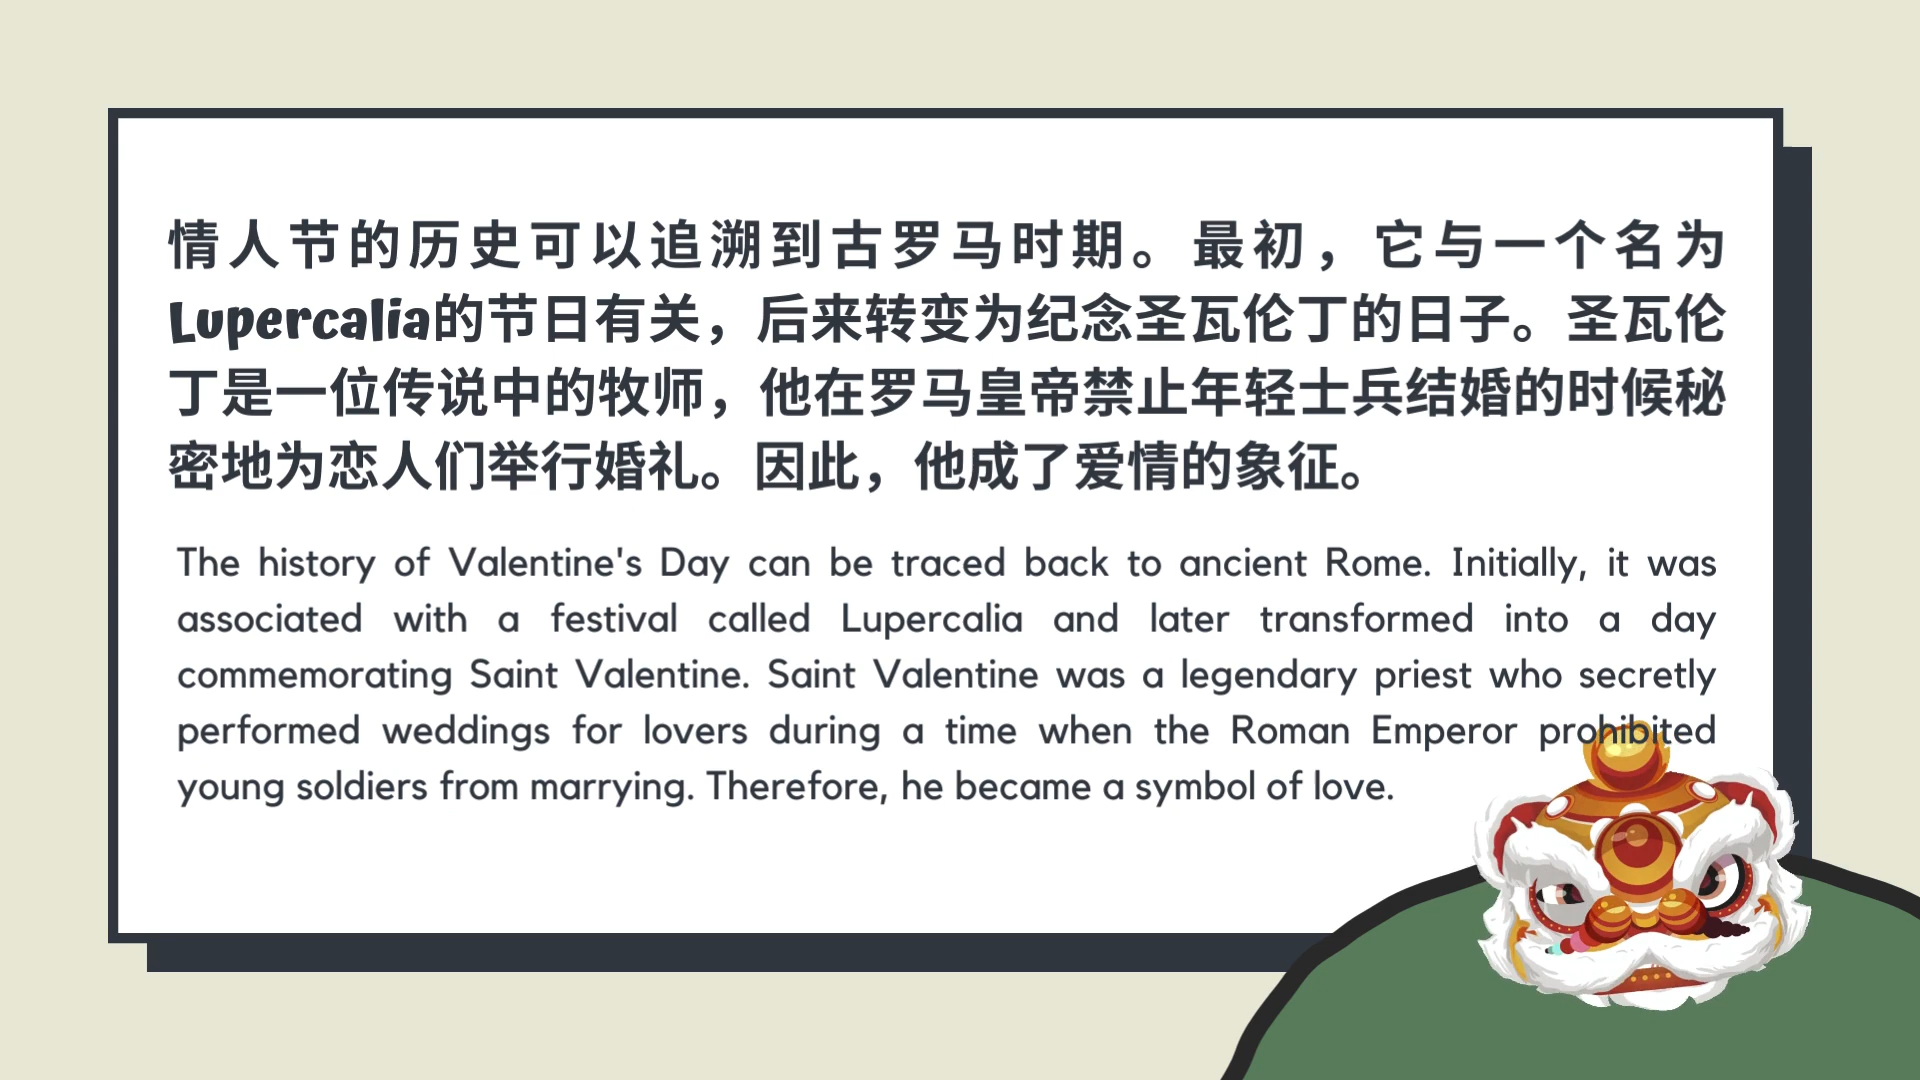 情人节的历史可以追溯到古罗马时期。最初，它与一个名为
Lupercalia的节日有关，后来转变为纪念圣瓦伦丁的日子。圣瓦伦
丁是一位传说中的牧师，他在罗马皇帝禁止年轻士兵结婚的时候秘
密地为恋人们举行婚礼。因此，他成了爱情的象征。
The history of Valentine's Day can be traced back to ancient Rome. Initially, it was
associated with a festival called Lupercalia and later transformed into a day
commemorating Saint Valentine. Saint Valentine was a legendary priest who secretly
performed weddings for lovers during a time when the Roman Emperor prohibited
young soldiers from marrying. Therefore, he became a symbol of love.